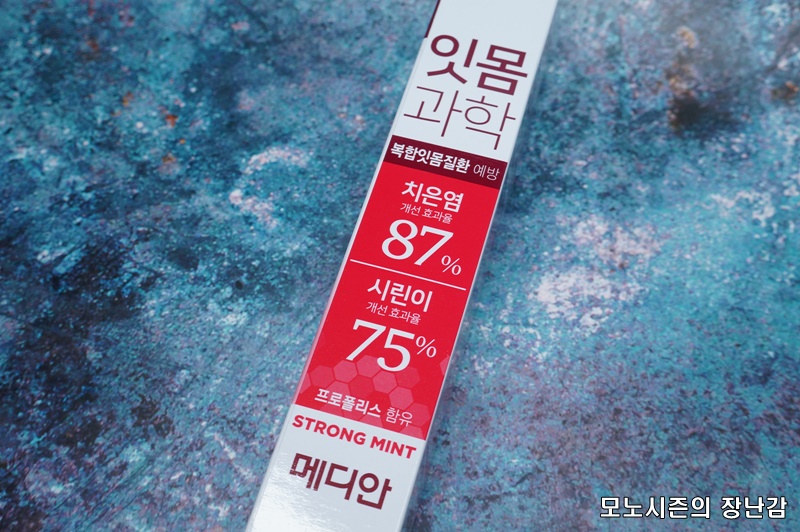 잇몸
과학
복합잇몸질환 예방
치은염
개선 효과율
87%
시린이
개선 효과율
75%
프로폴리스 함유
STRONG MINT
메디안
모노시즌의 장난감